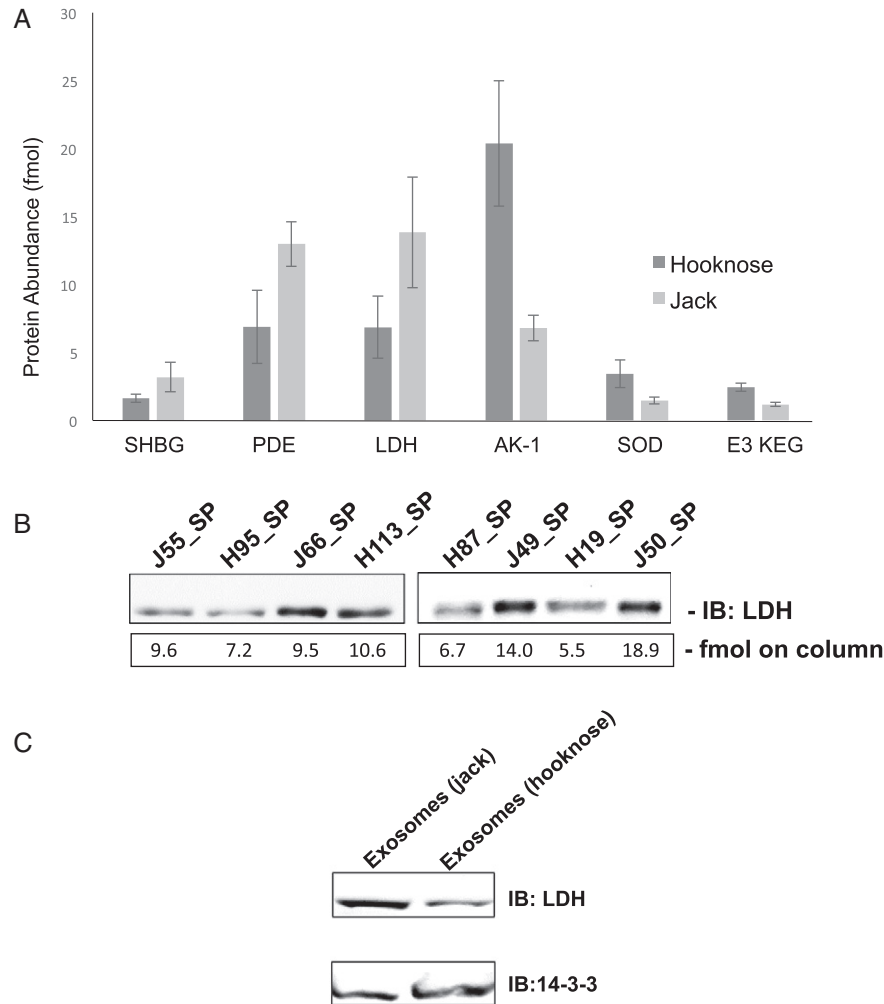 A
30
25
20
15
10
5
0
Protein Abundance (fmol)
Hooknose
Jack
SHBG PDE LDH AK-1 SOD E3 KEG
B
J55_SP H95_SP J66_SP H113_SP H87_SP J49_SP H19_SP J50_SP
- IB: LDH
9.6 7.2 9.5 10.6 6.7 14.0 5.5 18.9 - fmol on column
C
Exosomes (jack) Exosomes (hooknose)
IB: LDH
IB:14-3-3